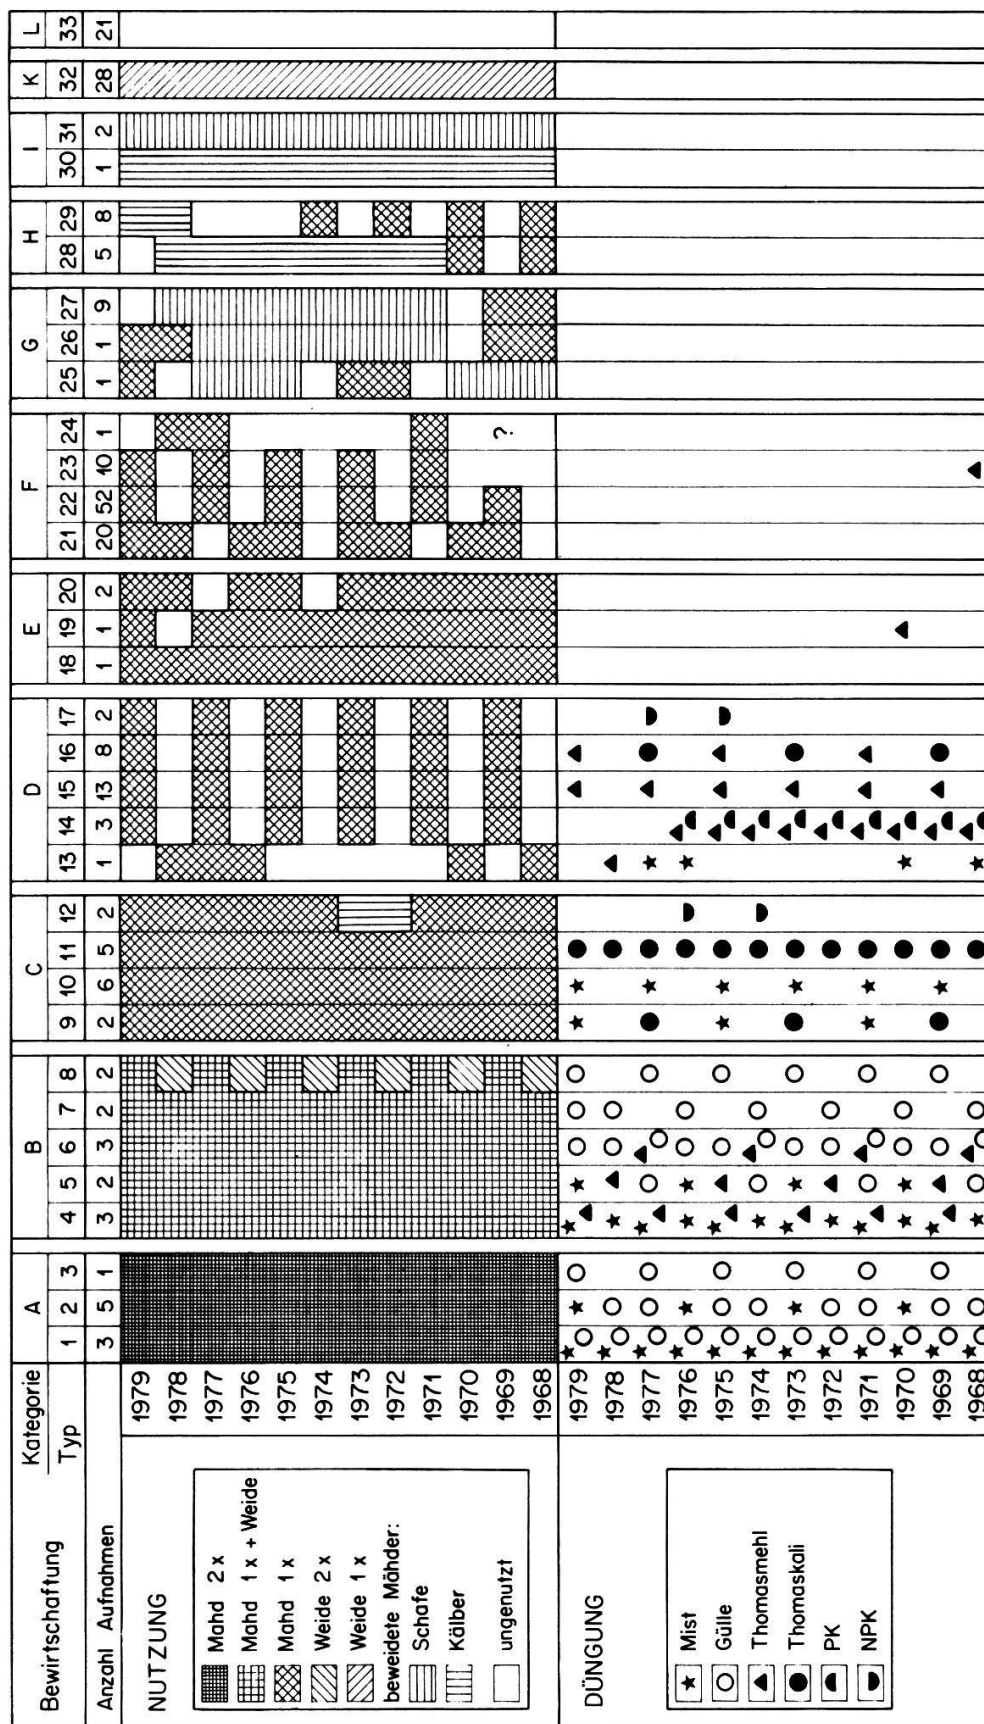 Bewirtschaftung
Kategorie A B C D E F G H I K L
Typ 1 2 3 4 5 6 7 8 9 10 11 12 13 14 15 16 17 18 19 20 21 22 23 24 25 26 27 28 29 30 31 32 33
Anzahl Aufnahmen 3 5 1 3 2 3 2 2 2 6 5 2 1 3 13 8 2 1 1 2 20 52 10 1 1 1 9 5 8 1 2 28 21
NUTZUNG
Mahd 2 x
Mahd 1 x + Weide
Mahd 1 x
Weide 2 x
Weide 1 x
beweidete Mähder:
Schafe
Kälber
ungenutzt
1979
1978
1977
1976
1975
1974
1973
1972
1971
1970
1969
1968
?
DÜNGUNG
Mist
Gülle
Thomasmehl
Thomaskali
PK
NPK
1979
1978
1977
1976
1975
1974
1973
1972
1971
1970
1969
1968